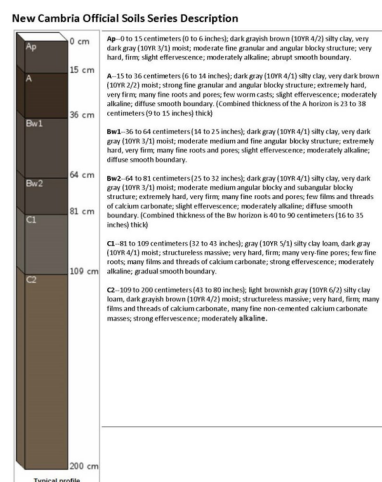 New Cambria Official Soils Series Description
Ap
0 cm
15 cm
A
36 cm
Bw1
64 cm
Bw2
81 cm
C1
109 cm
C2
200 cm
Typical profile
Ap--0 to 15 centimeters (0 to 6 inches); dark grayish brown (10YR 4/2) silty clay, very
dark gray (10YR 3/1) moist; moderate fine granular and angular blocky structure; very
hard, firm; slight effervescence; moderately alkaline; abrupt smooth boundary.
A--15 to 36 centimeters (6 to 14 inches); dark gray (10YR 4/1) silty clay, very dark brown
(10YR 2/2) moist; strong fine granular and angular blocky structure; extremely hard,
very firm; many fine roots and pores; few worm casts; slight effervescence; moderately
alkaline; diffuse smooth boundary. (Combined thickness of the A horizon is 23 to 38
centimeters (9 to 15 inches) thick)
Bw1--36 to 64 centimeters (14 to 25 inches); dark gray (10YR 4/1) silty clay, very dark
gray (10YR 3/1) moist; moderate medium and fine angular blocky structure; extremely
hard, very firm; many fine roots and pores; slight effervescence; moderately alkaline;
diffuse smooth boundary.
Bw2--64 to 81 centimeters (25 to 32 inches); dark gray (10YR 4/1) silty clay, very dark
gray (10YR 3/1) moist; moderate medium angular blocky and subangular blocky
structure; extremely hard, very firm; many fine roots and pores; few films and threads
of calcium carbonate; slight effervescence; moderately alkaline; diffuse smooth
boundary. (Combined thickness of the Bw horizon is 40 to 90 centimeters (16 to 35
inches) thick)
C1--81 to 109 centimeters (32 to 43 inches); gray (10YR 5/1) silty clay loam, dark gray
(10YR 4/1) moist; structureless massive; very hard, firm; many very-fine pores; few fine
roots; many films and threads of calcium carbonate; strong effervescence; moderately
alkaline; gradual smooth boundary.
C2--109 to 200 centimeters (43 to 80 inches); light brownish gray (10YR 6/2) silty clay
loam, dark grayish brown (10YR 4/2) moist; structureless massive; very hard, firm; many
films and threads of calcium carbonate, many fine non-cemented calcium carbonate
masses; strong effervescence; moderately alkaline.